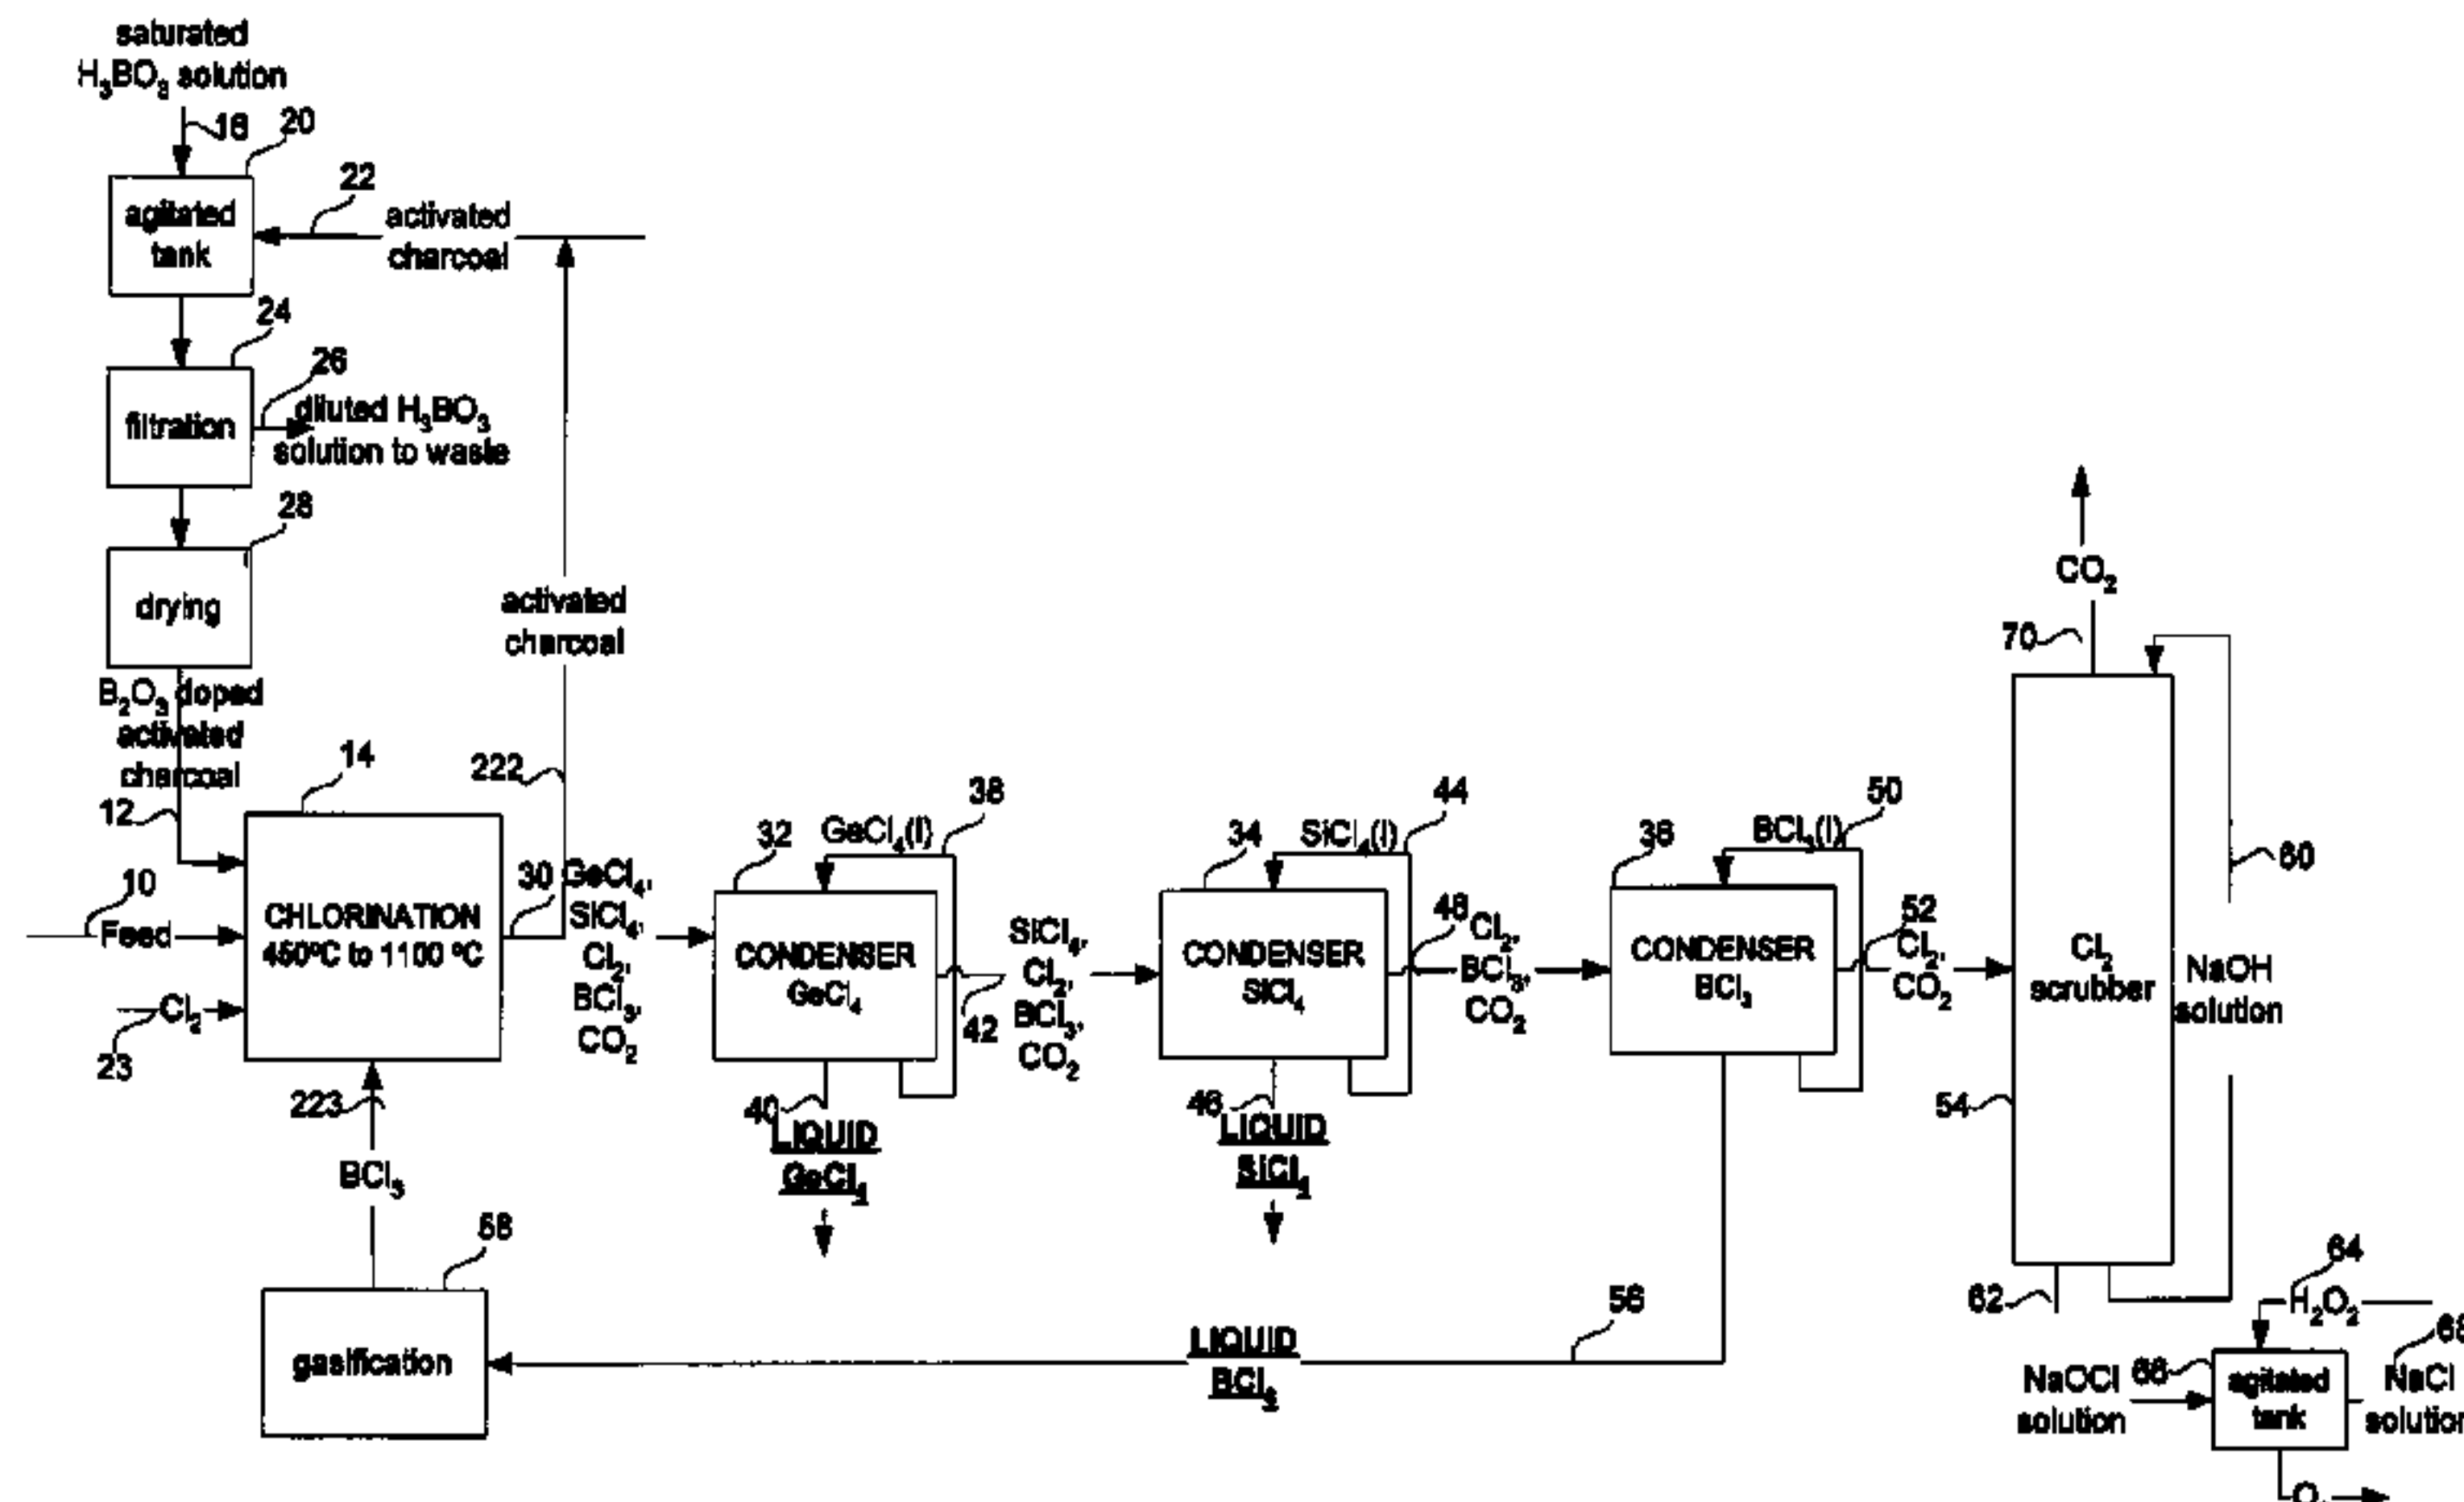 saturated
H₃BO₃ solution
18
20
agitated
tank
22
activated
charcoal
24
filtration
26
diluted H₃BO₃
solution to waste
28
drying
B₂O₃ doped
activated
charcoal
12
activated
charcoal
222
14
10
Feed
CHLORINATION
450ºC to 1100 ºC
23
Cl₂
223
BCl₃
58
gasification
30
GeCl₄,
SiCl₄,
Cl₂,
BCl₃,
CO₂
32
GeCl₄(l)
38
CONDENSER
GeCl₄
40
LIQUID
GeCl₄
42
SiCl₄,
Cl₂,
BCl₃,
CO₂
34
SiCl₄(l)
44
CONDENSER
SiCl₄
46
LIQUID
SiCl₄
48
Cl₂,
BCl₃,
CO₂
36
BCl₃(l)
50
CONDENSER
BCl₃
52
Cl₂,
CO₂
56
LIQUID
BCl₃
CO₂
70
Cl₂
scrubber
54
60
NaOH
solution
62
64
H₂O₂
NaOCl
solution
66
agitated
tank
68
NaCl
solution